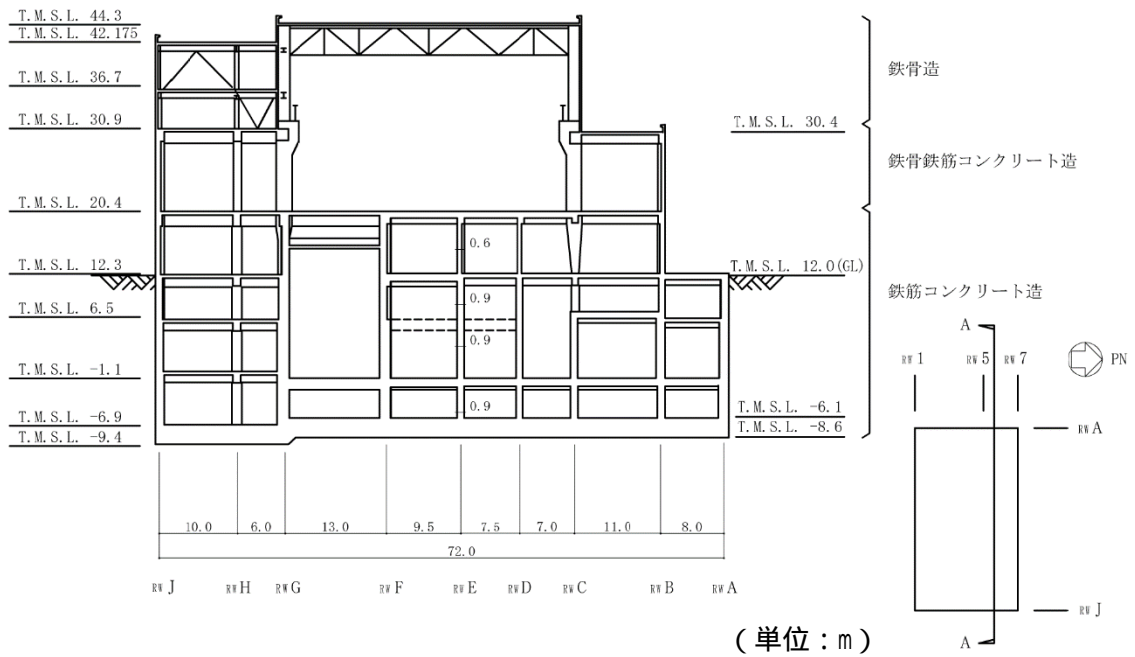 T.M.S.L. 44.3
T.M.S.L. 42.175
T.M.S.L. 36.7
T.M.S.L. 30.9
T.M.S.L. 20.4
T.M.S.L. 12.3
T.M.S.L. 6.5
T.M.S.L. -1.1
T.M.S.L. -6.9
T.M.S.L. -9.4
0.6
0.9
0.9
0.9
T.M.S.L. 30.4
T.M.S.L. 12.0(GL)
T.M.S.L. -6.1
T.M.S.L. -8.6
鉄骨造
鉄骨鉄筋コンクリート造
鉄筋コンクリート造
10.0 6.0 13.0 9.5 7.5 7.0 11.0 8.0
72.0
RW J RW H RW G RW F RW E RW D RW C RW B RW A
A
RW 1 RW 5 RW 7
PN
RW A
RW J
A
(単位:m)